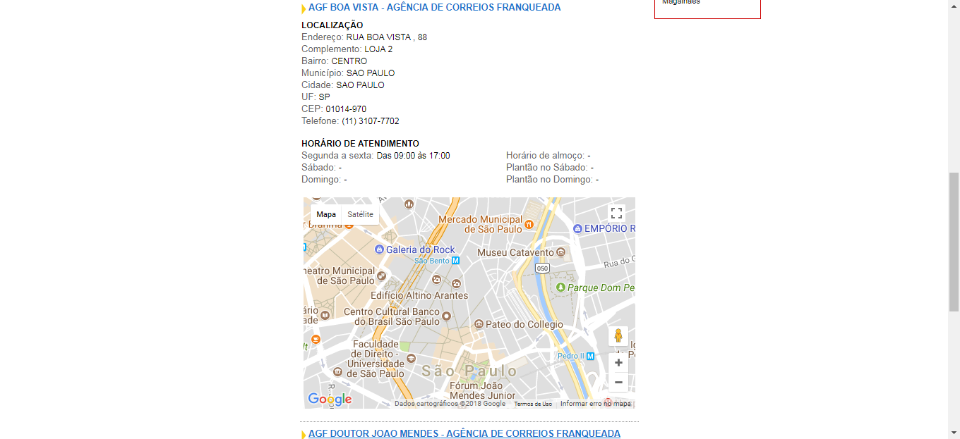 AGF BOA VISTA - AGÊNCIA DE CORREIOS FRANQUEADA
Magalhães
LOCALIZAÇÃO
Endereço: RUA BOA VISTA , 88
Complemento: LOJA 2
Bairro: CENTRO
Município: SAO PAULO
Cidade: SAO PAULO
UF: SP
CEP: 01014-970
Telefone: (11) 3107-7702
HORÁRIO DE ATENDIMENTO
Segunda a sexta: Das 09:00 às 17:00
Horário de almoço: -
Sábado: -
Plantão no Sábado: -
Domingo: -
Plantão no Domingo: -
Mapa
Satélite
Mercado Municipal
de São Paulo
EMPÓRIO R
Galeria do Rock
Museu Catavento
São Bento
M
050
Rua do
eatro Municipal
de São Paulo
Edifício Altino Arantes
Parque Dom Pe
Centro Cultural Banco
do Brasil São Paulo
ário
dade
Pateo do Collegio
Faculdade
de Direito -
Universidade
de São Paulo
Pedro II
M
São Paulo
Fórum João
Mendes Junior
+
−
Google
Dados cartográficos ©2018 Google
Termos de Uso
Informar erro no mapa
AGF DOUTOR JOAO MENDES - AGÊNCIA DE CORREIOS FRANQUEADA